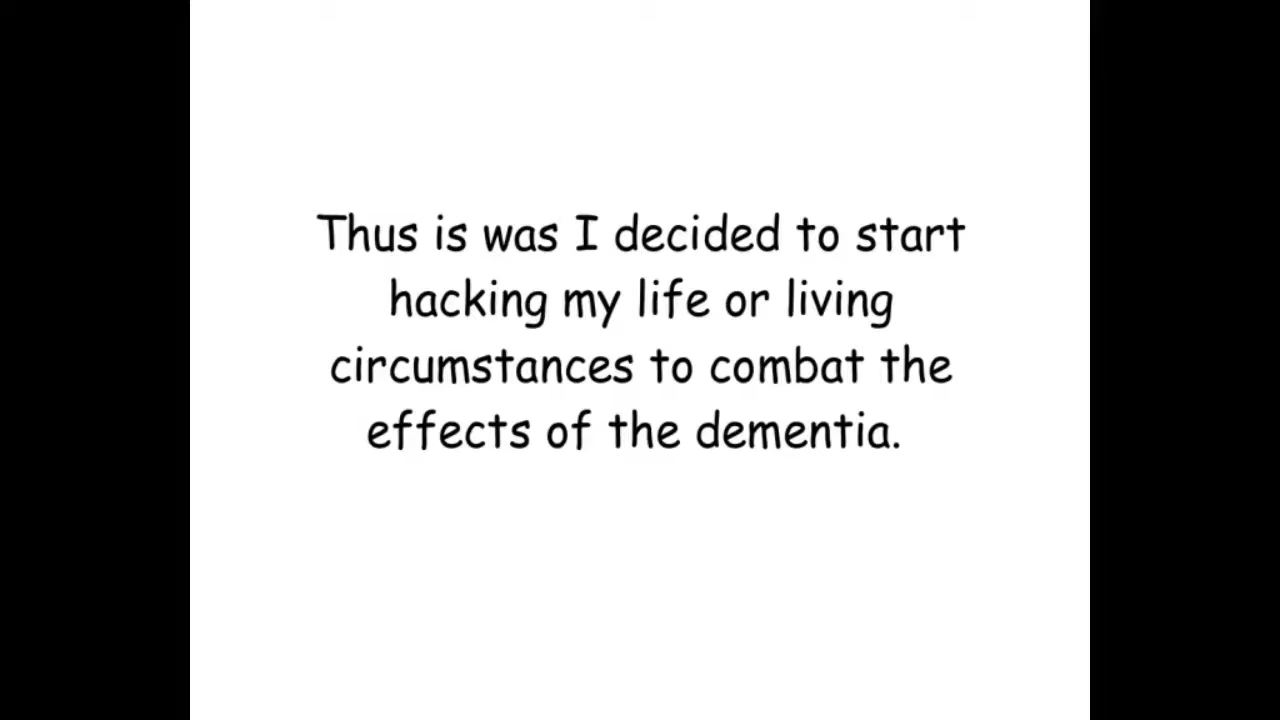 Thus is was I decided to start
hacking my life or living
circumstances to combat the
effects of the dementia.